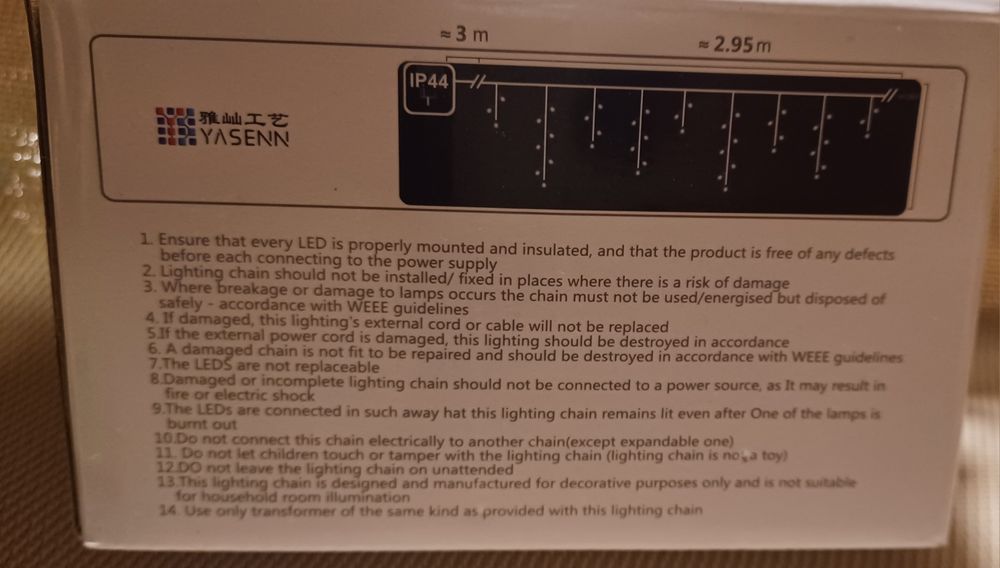 ≈ 3 m
≈ 2.95m
IP44
雅屾工艺
YASENN
1. Ensure that every LED is properly mounted and insulated, and that the product is free of any defects
before each connecting to the power supply
2. Lighting chain should not be installed/ fixed in places where there is a risk of damage
3. Where breakage or damage to lamps occurs the chain must not be used/energised but disposed of
safely - accordance with WEEE guidelines
4. If damaged, this lighting's external cord or cable will not be replaced
5.If the external power cord is damaged, this lighting should be destroyed in accordance
6. A damaged chain is not fit to be repaired and should be destroyed in accordance with WEEE guidelines
7.The LEDS are not replaceable
8.Damaged or incomplete lighting chain should not be connected to a power source, as It may result in
fire or electric shock
9.The LEDs are connected in such away hat this lighting chain remains lit even after One of the lamps is
burnt out
10.Do not connect this chain electrically to another chain(except expandable one)
11. Do not let children touch or tamper with the lighting chain (lighting chain is no a toy)
12.DO not leave the lighting chain on unattended
13.This lighting chain is designed and manufactured for decorative purposes only and is not suitable
for household room illumination
14. Use only transformer of the same kind as provided with this lighting chain